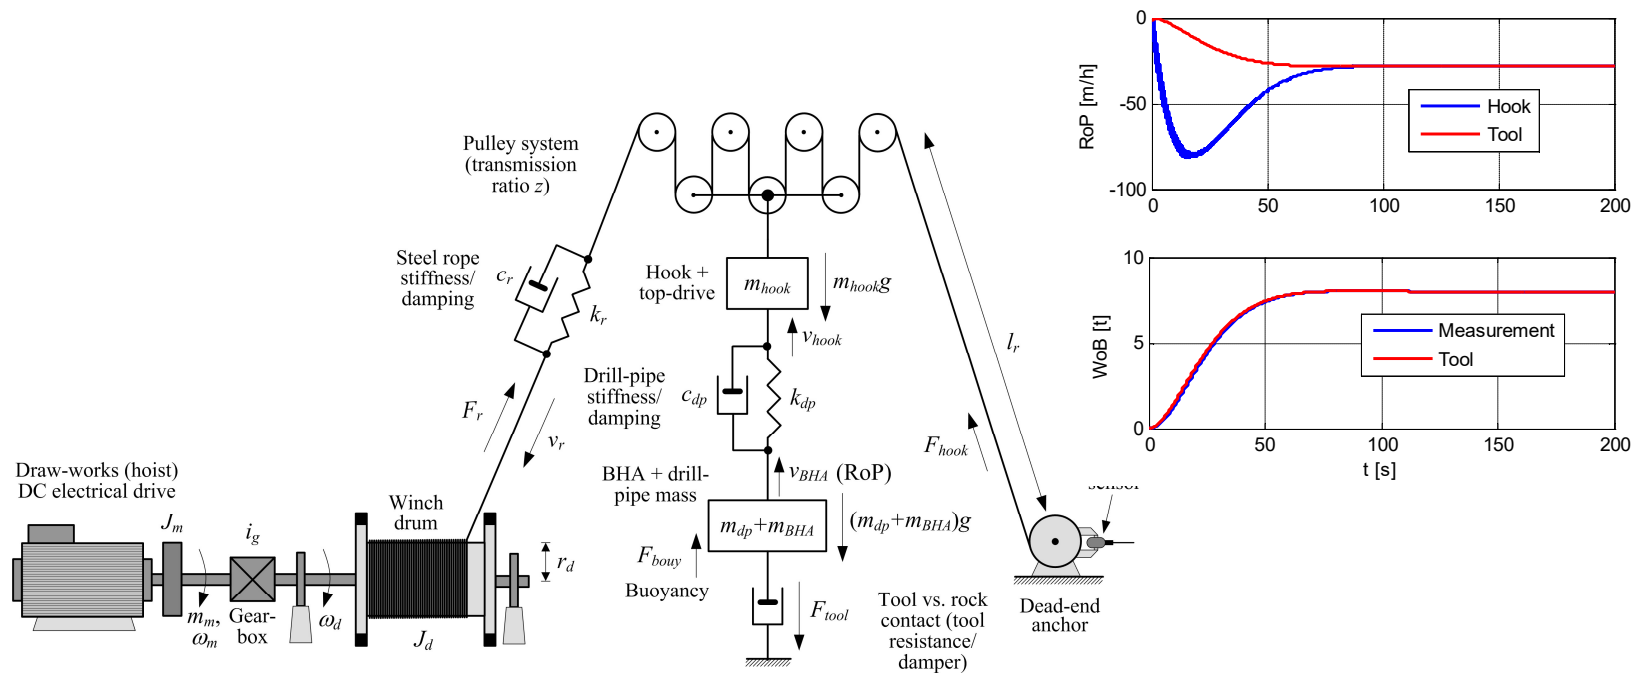 Pulley system
(transmission
ratio z)
Steel rope
stiffness/
damping
c_r
k_r
F_r
v_r
Hook +
top-drive
m_hook
m_hook g
v_hook
Drill-pipe
stiffness/
damping
c_dp
k_dp
l_r
F_hook
BHA + drill-
pipe mass
v_BHA (RoP)
m_dp+m_BHA
(m_dp+m_BHA)g
F_bouy
Buoyancy
F_tool
Tool vs. rock
contact (tool
resistance/
damper)
Dead-end
anchor
sensor
Draw-works (hoist)
DC electrical drive
J_m
i_g
m_m,
ω_m
Gear-
box
ω_d
Winch
drum
J_d
r_d
RoP [m/h]
0
-50
-100
0 50 100 150 200
Hook
Tool
WoB [t]
10
5
0
0 50 100 150 200
t [s]
Measurement
Tool